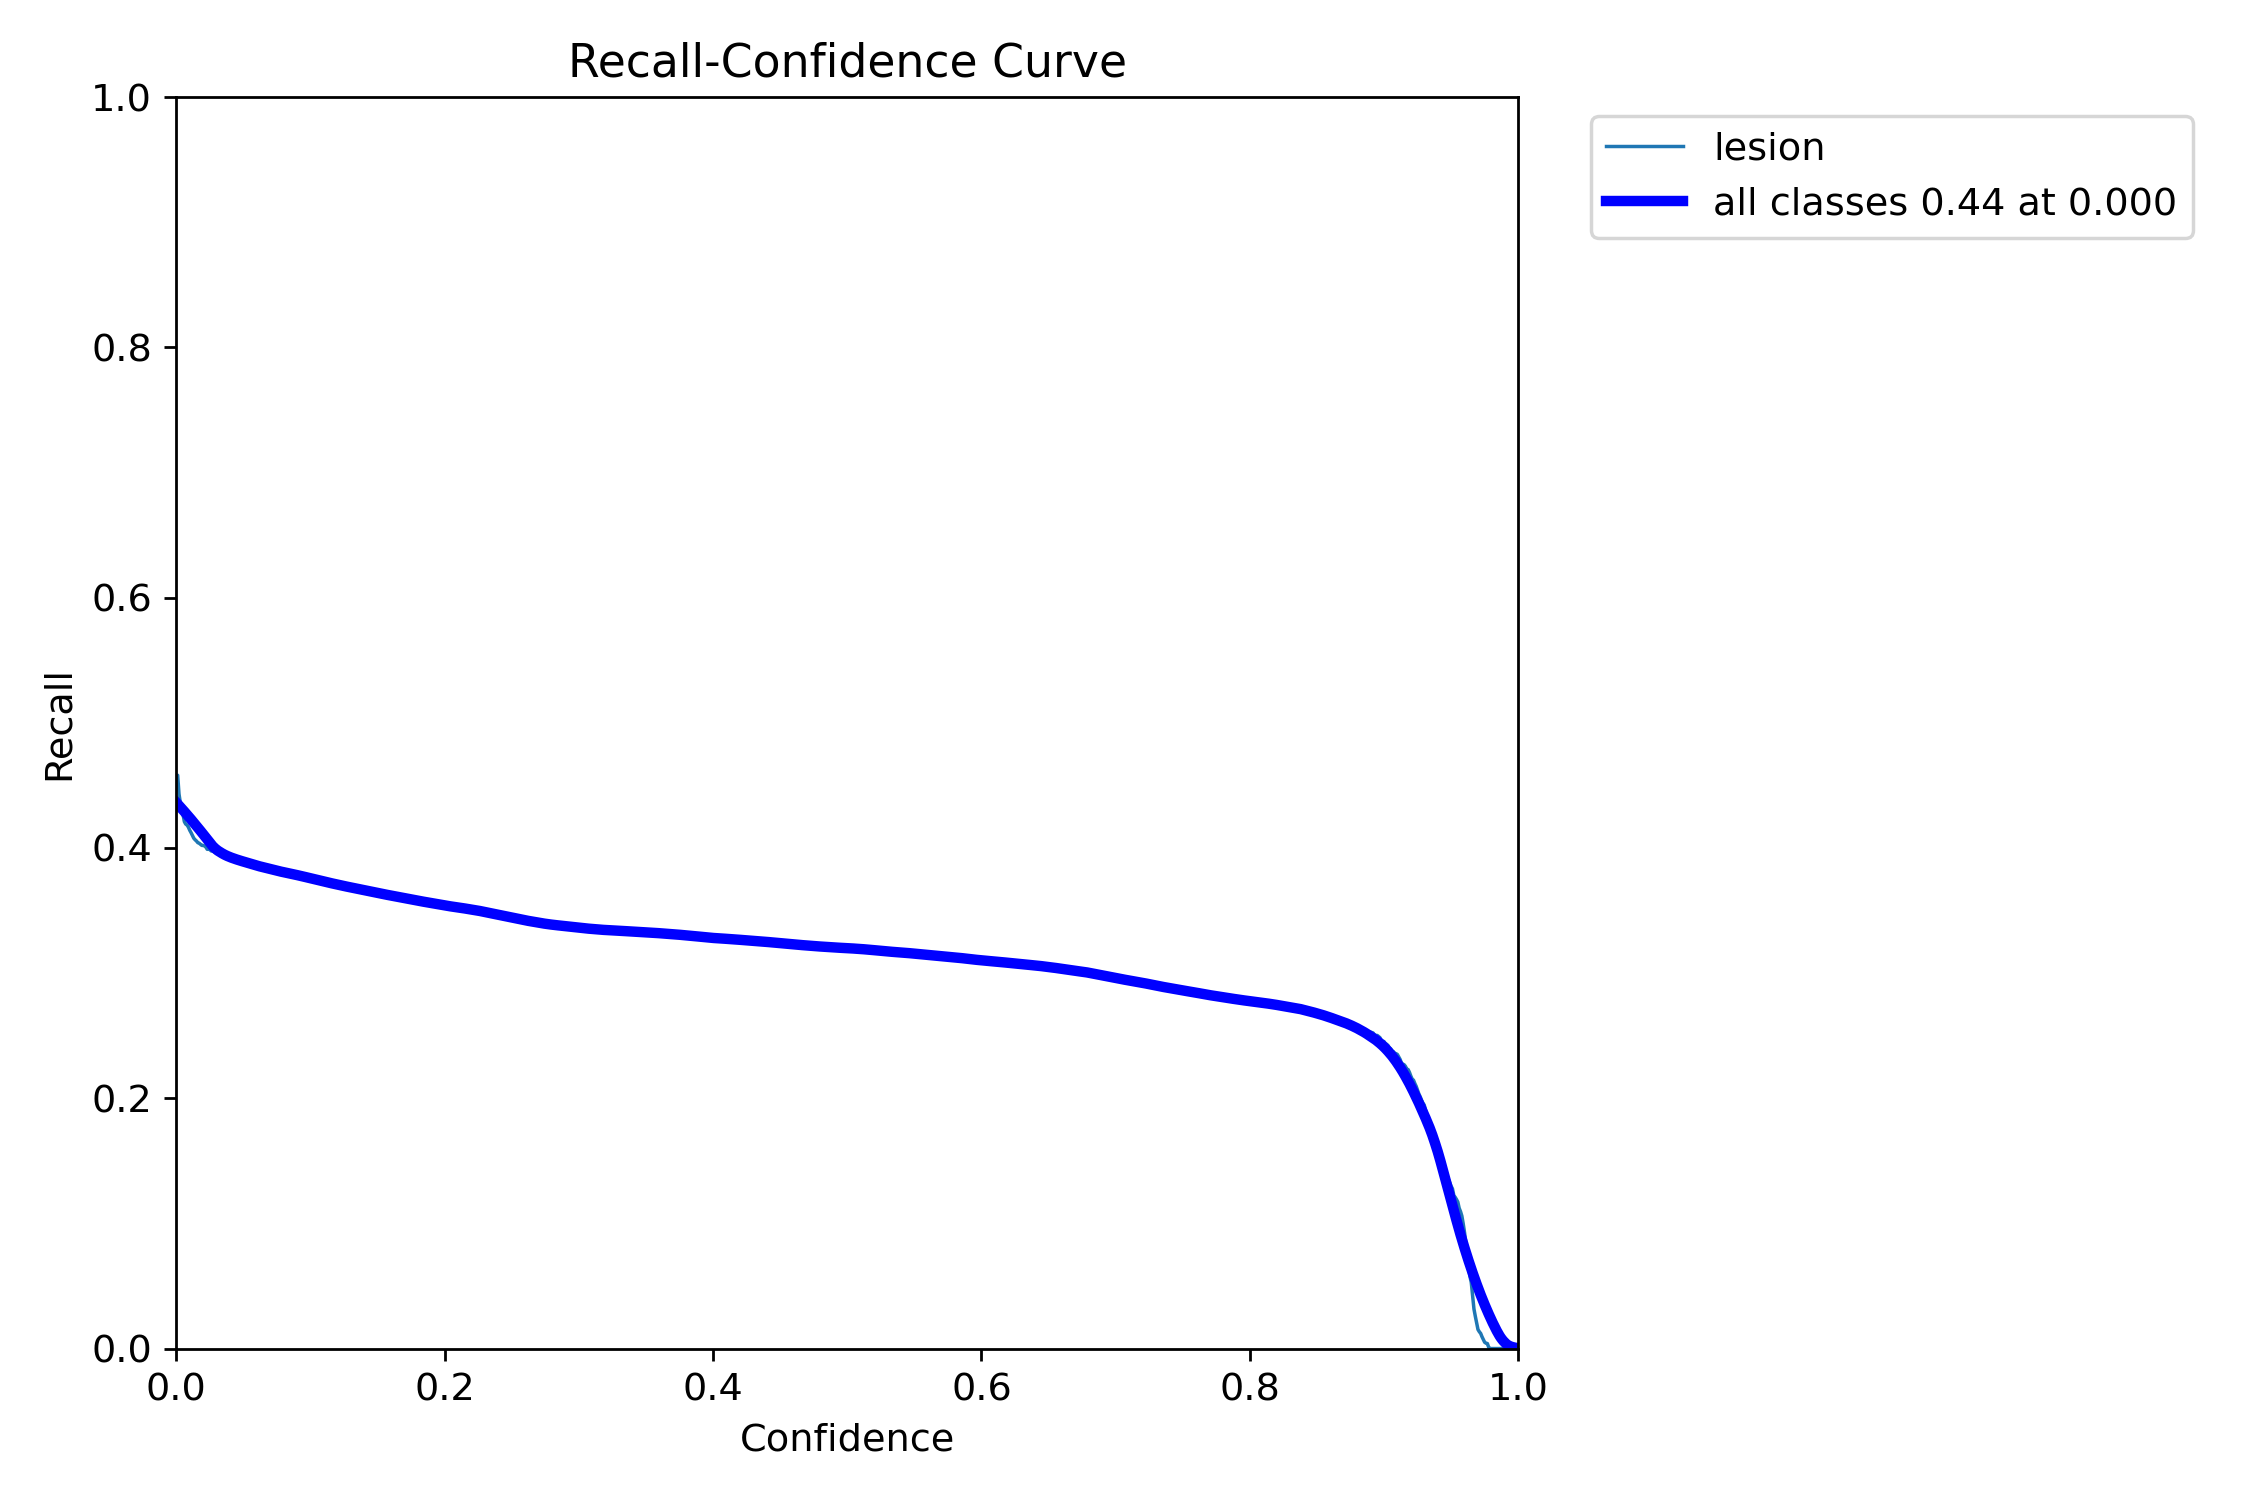 Recall-Confidence Curve
1.0
0.8
0.6
0.4
0.2
0.0
Recall
0.0 0.2 0.4 0.6 0.8 1.0
Confidence
lesion
all classes 0.44 at 0.000